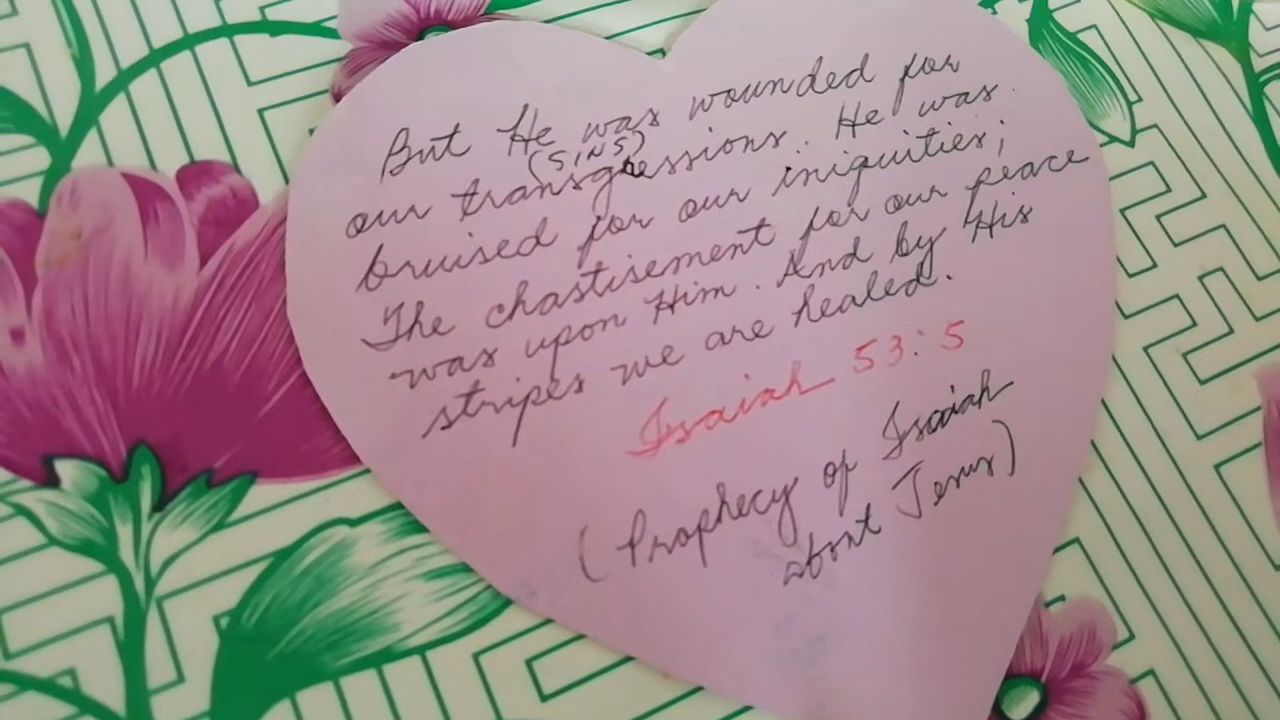 But He was wounded for
(SINS)
our transgressions. He was
bruised for our iniquities;
The chastisement for our peace
was upon Him. And by His
stripes we are healed.
Isaiah 53:5
(Prophecy of Isaiah
about Jesus)